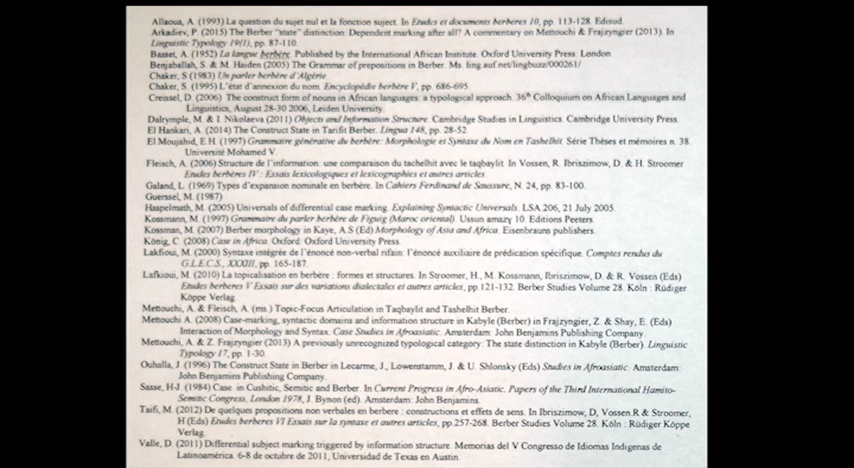 Allaoua, A. (1993) La question du sujet nul et la fonction suject. In Etudes et documents berberes 10, pp. 113-128. Edisud.
Arkadiev, P. (2015) The Berber "state" distinction: Dependent marking after all? A commentary on Mettouchi & Frajzyngier (2013). In
Linguistic Typology 19(1), pp. 87-110.
Basset, A. (1952) La langue berbère. Published by the International African Institute. Oxford University Press: London
Benjaballah, S. & M. Haiden (2005) The Grammar of prepositions in Berber. Ms. ling.auf.net/lingbuzz/000261/
Chaker, S (1983) Un parler berbère d'Algérie.
Chaker, S. (1995) L'état d'annexion du nom. Encyclopédie berbère V, pp. 686-695.
Creissel, D. (2006) The construct form of nouns in African languages: a typological approach. 36th Colloquium on African Languages and
Linguistics, August 28-30 2006, Leiden University.
Dalrymple, M. & I. Nikolaeva (2011) Objects and Information Structure. Cambridge Studies in Linguistics. Cambridge University Press.
El Hankari, A. (2014) The Construct State in Tarifit Berber. Lingua 148, pp. 28-52
El Moujahid, E.H. (1997) Grammaire générative du berbère: Morphologie et Syntaxe du Nom en Tashelhit. Série Thèses et mémoires n. 38.
Université Mohamed V.
Fleisch, A. (2006) Structure de l'information: une comparaison du tachelhit avec le taqbaylit. In Vossen, R. Ibriszimow, D. & H. Stroomer
Etudes berbères IV: Essais lexicologiques et lexicographies et autres articles.
Galand, L. (1969) Types d'expansion nominale en berbère. In Cahiers Ferdinand de Saussure, N. 24, pp. 83-100.
Guerssel, M. (1987)
Haspelmath, M. (2005) Universals of differential case marking. Explaining Syntactic Universals. LSA.206, 21 July 2005.
Kossmann, M. (1997) Grammaire du parler berbère de Figuig (Maroc oriental). Ussun amazγ 10. Editions Peeters.
Kossman, M. (2007) Berber morphology in Kaye, A.S (Ed) Morphology of Asia and Africa. Eisenbrauns publishers.
König, C. (2008) Case in Africa. Oxford: Oxford University Press.
Lakfioui, M. (2000) Syntaxe intégrée de l'énoncé non-verbal rifain: l'énoncé auxiliaire de prédication spécifique. Comptes rendus du
G.L.E.C.S., XXXIII, pp. 165-187.
Lafkioui, M. (2010) La topicalisation en berbère : formes et structures. In Stroomer, H., M. Kossmann, Ibriszimow, D. & R. Vossen (Eds)
Etudes berberes V Essais sur des variations dialectales et autres articles, pp.121-132. Berber Studies Volume 28. Köln : Rüdiger
Köppe Verlag.
Mettouchi, A. & Fleisch, A. (ms.) Topic-Focus Articulation in Taqbaylit and Tashelhit Berber.
Mettouchi A. (2008) Case-marking, syntactic domains and information structure in Kabyle (Berber) in Frajzyngier, Z. & Shay, E. (Eds)
Interaction of Morphology and Syntax. Case Studies in Afroasiatic. Amsterdam: John Benjamins Publishing Company.
Mettouchi, A. & Z. Frajzyngier (2013) A previously unrecognized typological category: The state distinction in Kabyle (Berber). Linguistic
Typology 17, pp. 1-30.
Ouhalla, J. (1996) The Construct State in Berber in Lecarme, J., Lowenstamm, J. & U. Shlonsky (Eds) Studies in Afroasiatic. Amsterdam:
John Benjamins Publishing Company.
Sasse, H-J. (1984) Case in Cushitic, Semitic and Berber. In Current Progress in Afro-Asiatic. Papers of the Third International Hamito-
Semitic Congress, London 1978, J. Bynon (ed). Amsterdam: John Benjamins.
Taifi, M. (2012) De quelques propositions non verbales en berbère : constructions et effets de sens. In Ibriszimow, D, Vossen.R & Stroomer,
H (Eds) Etudes berberes VI Essais sur la syntaxe et autres articles, pp.257-268. Berber Studies Volume 28. Köln : Rüdiger Köppe
Verlag.
Valle, D. (2011) Differential subject marking triggered by information structure. Memorias del V Congresso de Idiomas Indígenas de
Latinoamérica. 6-8 de octubre de 2011, Universidad de Texas en Austin.